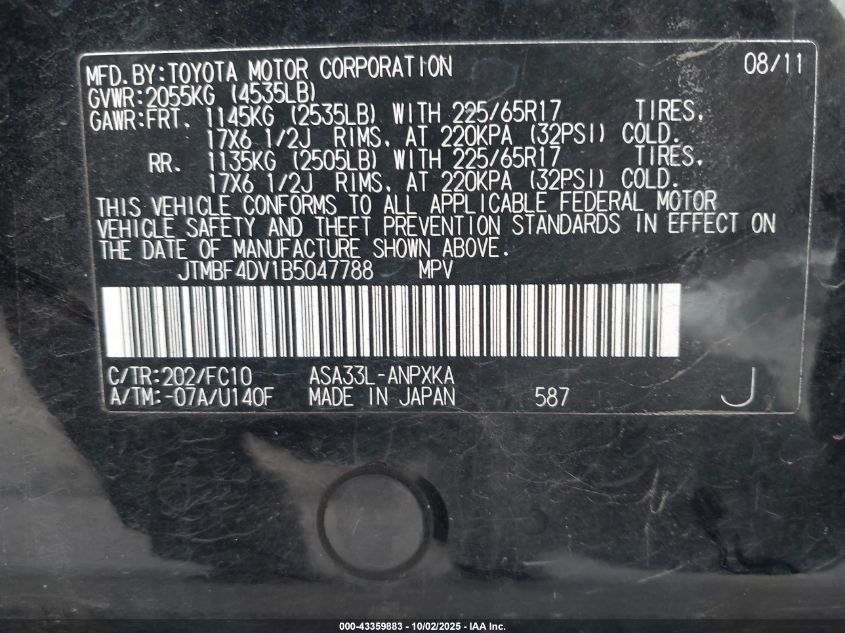 MFD.BY:TOYOTA MOTOR CORPORATION 08/11
GVWR:2055KG (4535LB)
GAWR:FRT. 1145KG (2535LB) WITH 225/65R17 TIRES,
17X6 1/2J RIMS, AT 220KPA (32PSI) COLD.
RR. 1135KG (2505LB) WITH 225/65R17 TIRES,
17X6 1/2J RIMS, AT 220KPA (32PSI) COLD.
THIS VEHICLE CONFORMS TO ALL APPLICABLE FEDERAL MOTOR
VEHICLE SAFETY AND THEFT PREVENTION STANDARDS IN EFFECT ON
THE DATE OF MANUFACTURE SHOWN ABOVE.
JTMBF4DV1B5047788 MPV
C/TR:202/FC10 ASA33L-ANPXKA
A/TM:-07A/U140F MADE IN JAPAN 587 J
000-43359883 - 10/02/2025 - IAA Inc.